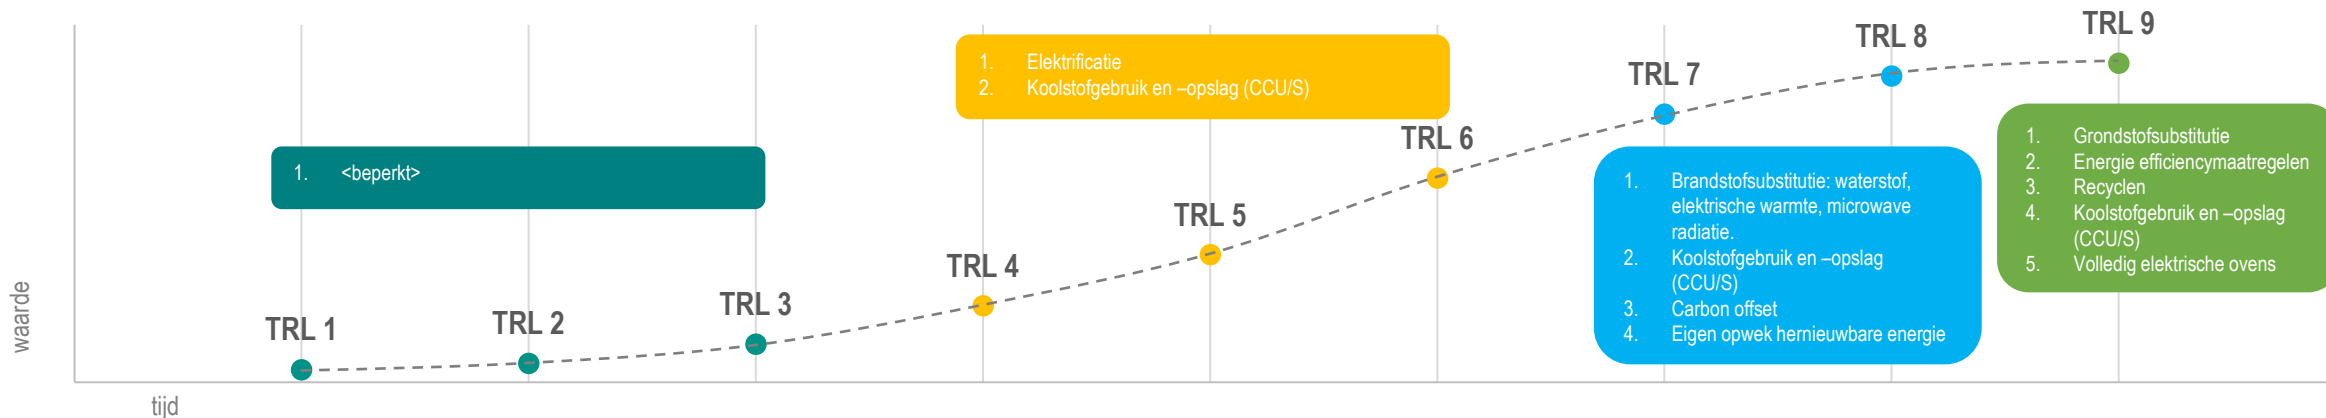 TRL 9
TRL 8
TRL 7
1. Elektrificatie
2. Koolstofgebruik en –opslag (CCU/S)
TRL 6
1. <beperkt>
TRL 5
TRL 4
TRL 3
TRL 2
TRL 1
1. Brandstofsubstitutie: waterstof,
elektrische warmte, microwave
radiatie.
2. Koolstofgebruik en –opslag
(CCU/S)
3. Carbon offset
4. Eigen opwek hernieuwbare energie
1. Grondstofsubstitutie
2. Energie efficiencymaatregelen
3. Recyclen
4. Koolstofgebruik en –opslag
(CCU/S)
5. Volledig elektrische ovens
waarde
tijd